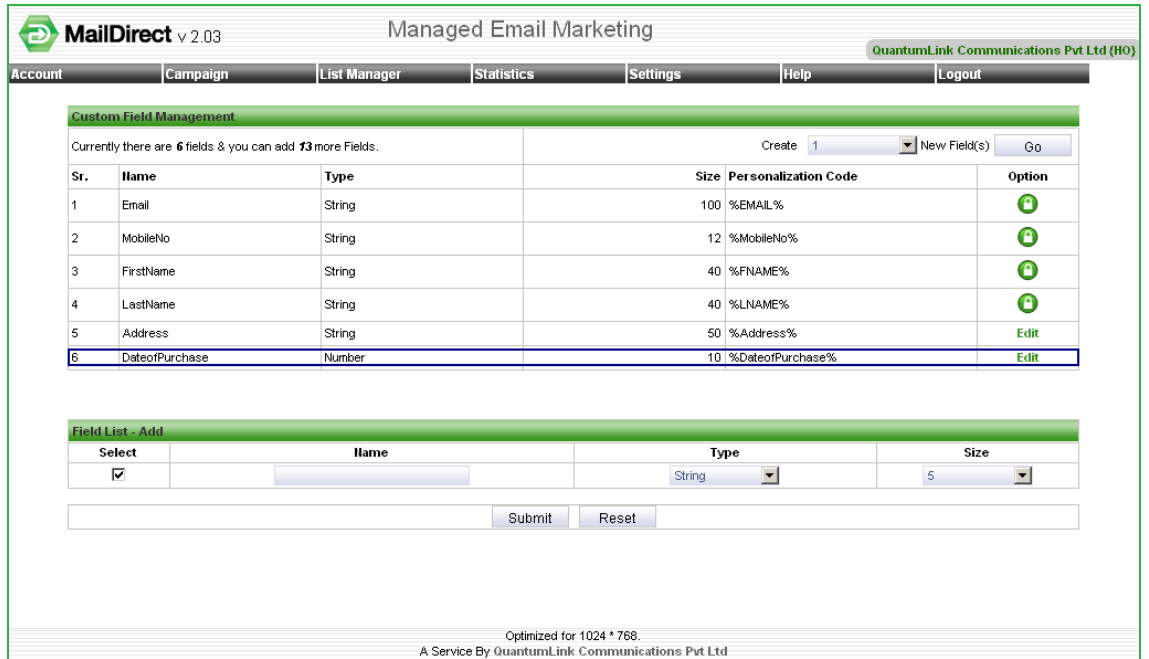 MailDirect v 2.03
Managed Email Marketing
QuantumLink Communications Pvt Ltd (HO)
Account Campaign List Manager Statistics Settings Help Logout
Custom Field Management
Currently there are 6 fields & you can add 13 more Fields. Create 1 New Field(s) Go
Sr. Name Type Size Personalization Code Option
1 Email String 100 %EMAIL%
2 MobileNo String 12 %MobileNo%
3 FirstName String 40 %FNAME%
4 LastName String 40 %LNAME%
5 Address String 50 %Address% Edit
6 DateofPurchase Number 10 %DateofPurchase% Edit
Field List - Add
Select Name Type Size
String 5
Submit Reset
Optimized for 1024 * 768.
A Service By QuantumLink Communications Pvt Ltd